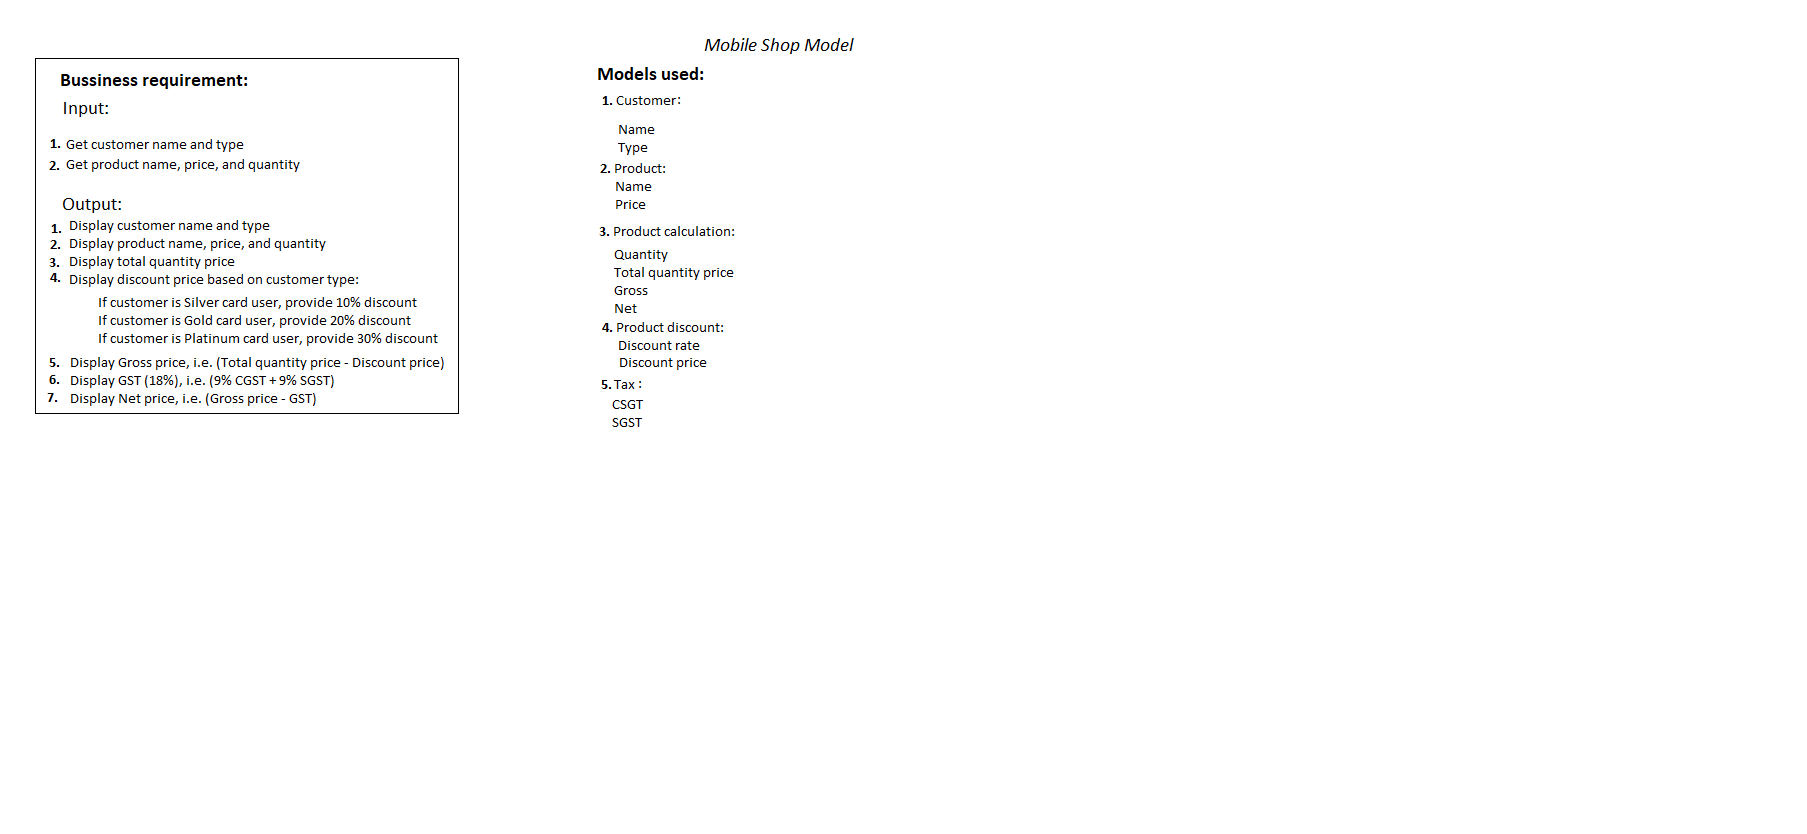 Mobile Shop Model
Bussiness requirement:
Input:
1. Get customer name and type
2. Get product name, price, and quantity
Output:
1. Display customer name and type
2. Display product name, price, and quantity
3. Display total quantity price
4. Display discount price based on customer type:
If customer is Silver card user, provide 10% discount
If customer is Gold card user, provide 20% discount
If customer is Platinum card user, provide 30% discount
5. Display Gross price, i.e. (Total quantity price - Discount price)
6. Display GST (18%), i.e. (9% CGST + 9% SGST)
7. Display Net price, i.e. (Gross price - GST)
Models used:
1. Customer:
Name
Type
2. Product:
Name
Price
3. Product calculation:
Quantity
Total quantity price
Gross
Net
4. Product discount:
Discount rate
Discount price
5. Tax :
CSGT
SGST